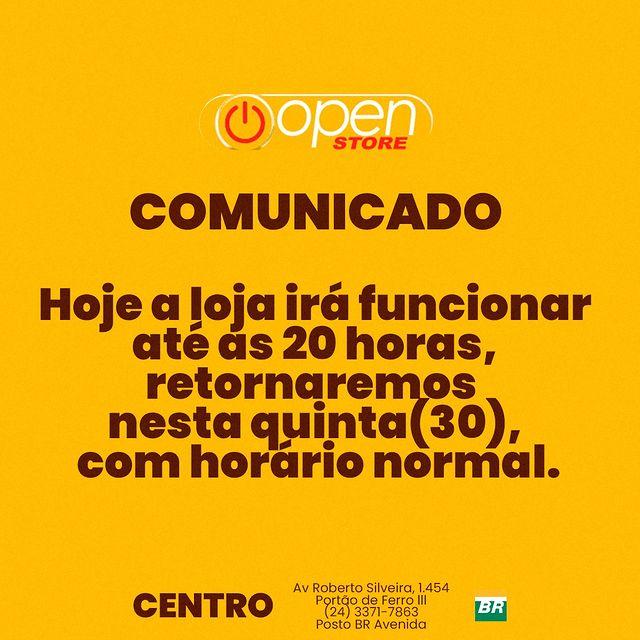 open
STORE
COMUNICADO
Hoje a loja irá funcionar
até as 20 horas,
retornaremos
nesta quinta(30),
com horário normal.
CENTRO
Av Roberto Silveira, 1.454
Portão de Ferro III
(24) 3371-7863
Posto BR Avenida
BR